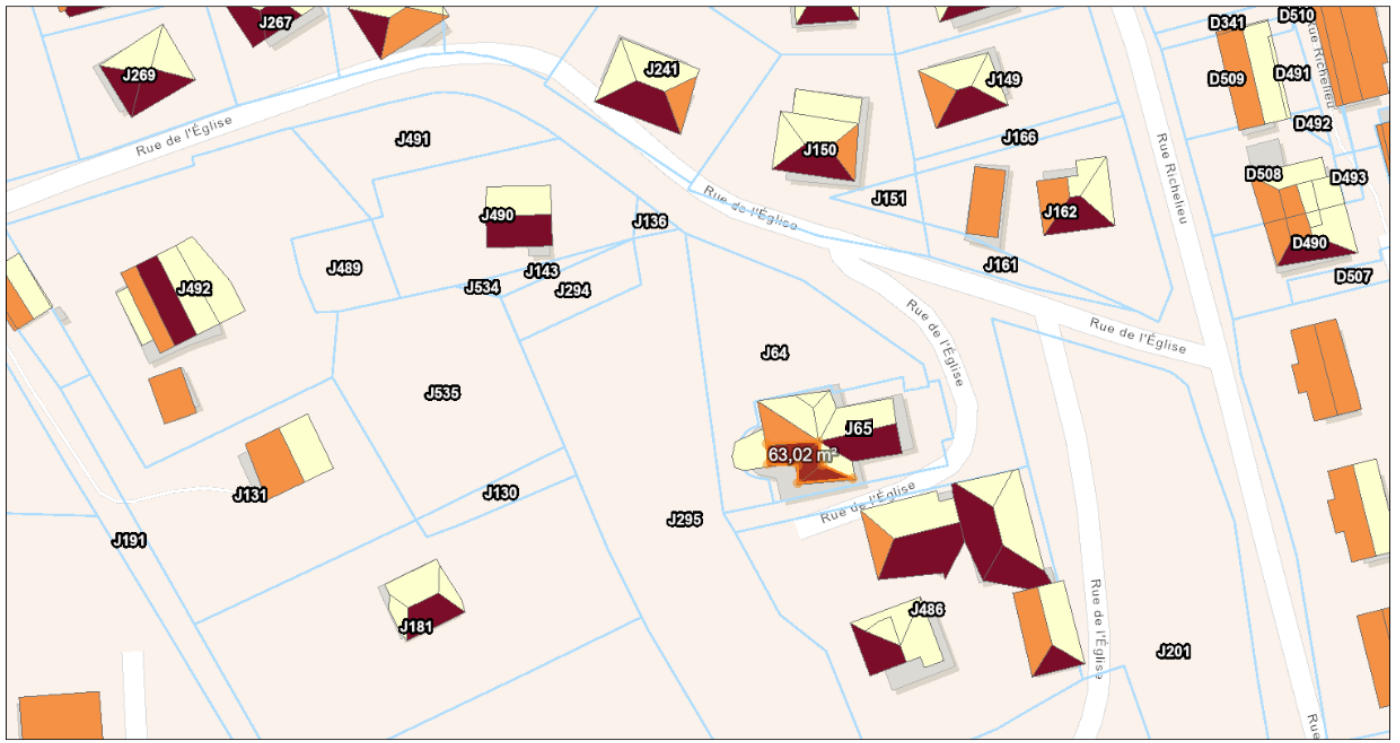 J267
D341
D510
J269
J241
J149
D509
D491
Rue Richelieu
Rue de l'Église
J491
J150
J166
D492
Rue Richelieu
D508
D493
J490
J136
Rue de l'Église
J151
J162
D490
J489
J143
J161
D507
J492
J534
J294
Rue de l'Église
Rue de l'Église
J64
J535
J65
63,02 m²
J131
J130
Rue de l'Église
J295
J191
J181
J486
Rue de l'Église
J201
Rue